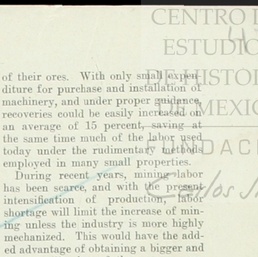 CENTRO D
ESTUDIO
DE HISTOR
DE MEXIC
FUNDAC
Carlos S
of their ores. With only small expen
diture for purchase and installation of
machinery, and under proper guidance,
recoveries could be easily increased on
an average of 15 percent, saving at
the same time much of the labor used
today under the rudimentary methods
employed in many small properties.
During recent years, mining labor
has been scarce, and with the present
intensification of production, labor
shortage will limit the increase of min-
ing unless the industry is more highly
mechanized. This would have the add-
ed advantage of obtaining a bigger and